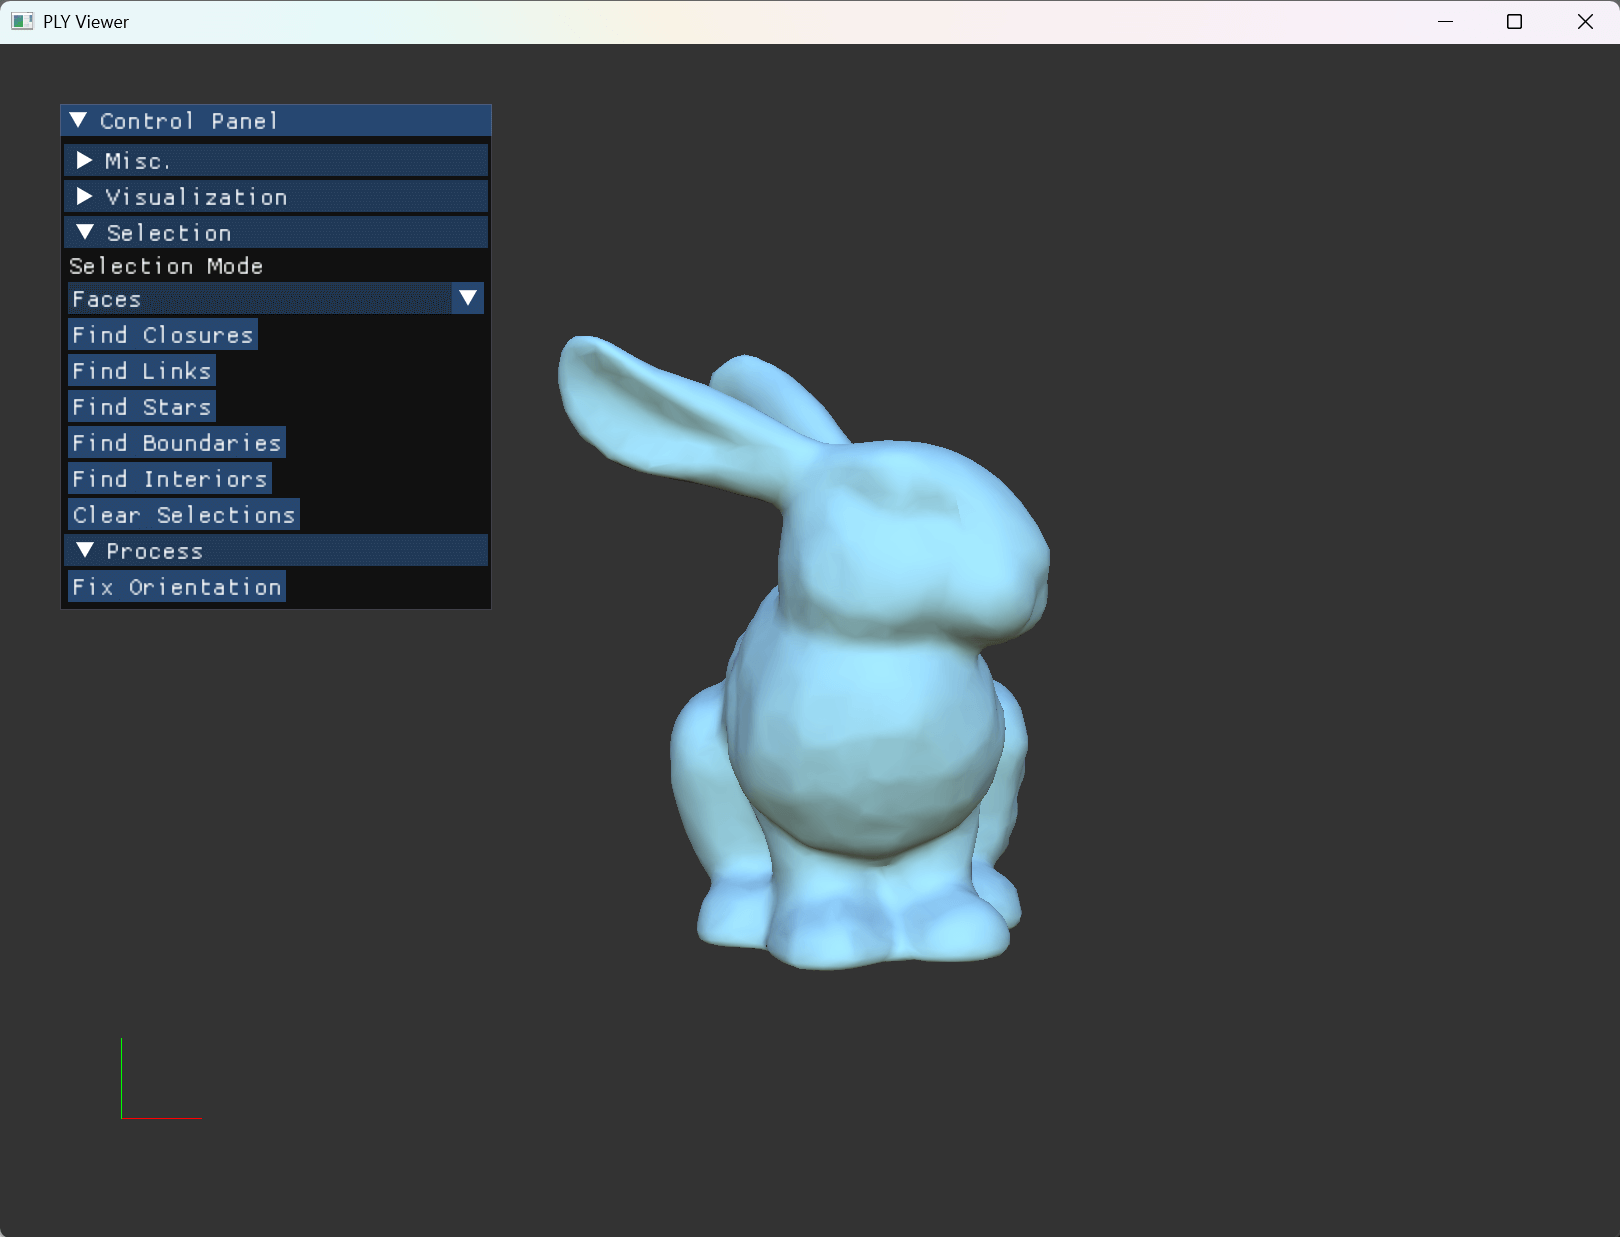 PLY Viewer
Control Panel
Misc.
Visualization
Selection
Selection Mode
Faces
Find Closures
Find Links
Find Stars
Find Boundaries
Find Interiors
Clear Selections
Process
Fix Orientation